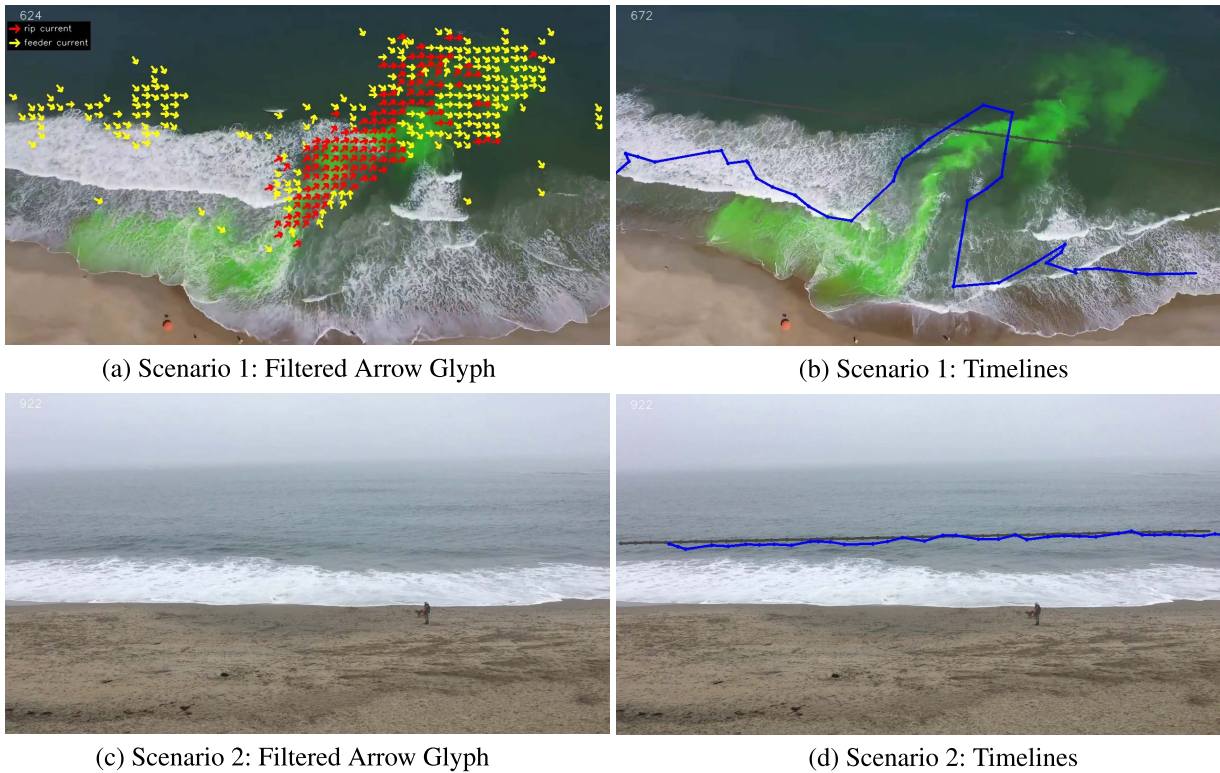 624
rip current
feeder current
672
(a) Scenario 1: Filtered Arrow Glyph
(b) Scenario 1: Timelines
922
922
(c) Scenario 2: Filtered Arrow Glyph
(d) Scenario 2: Timelines